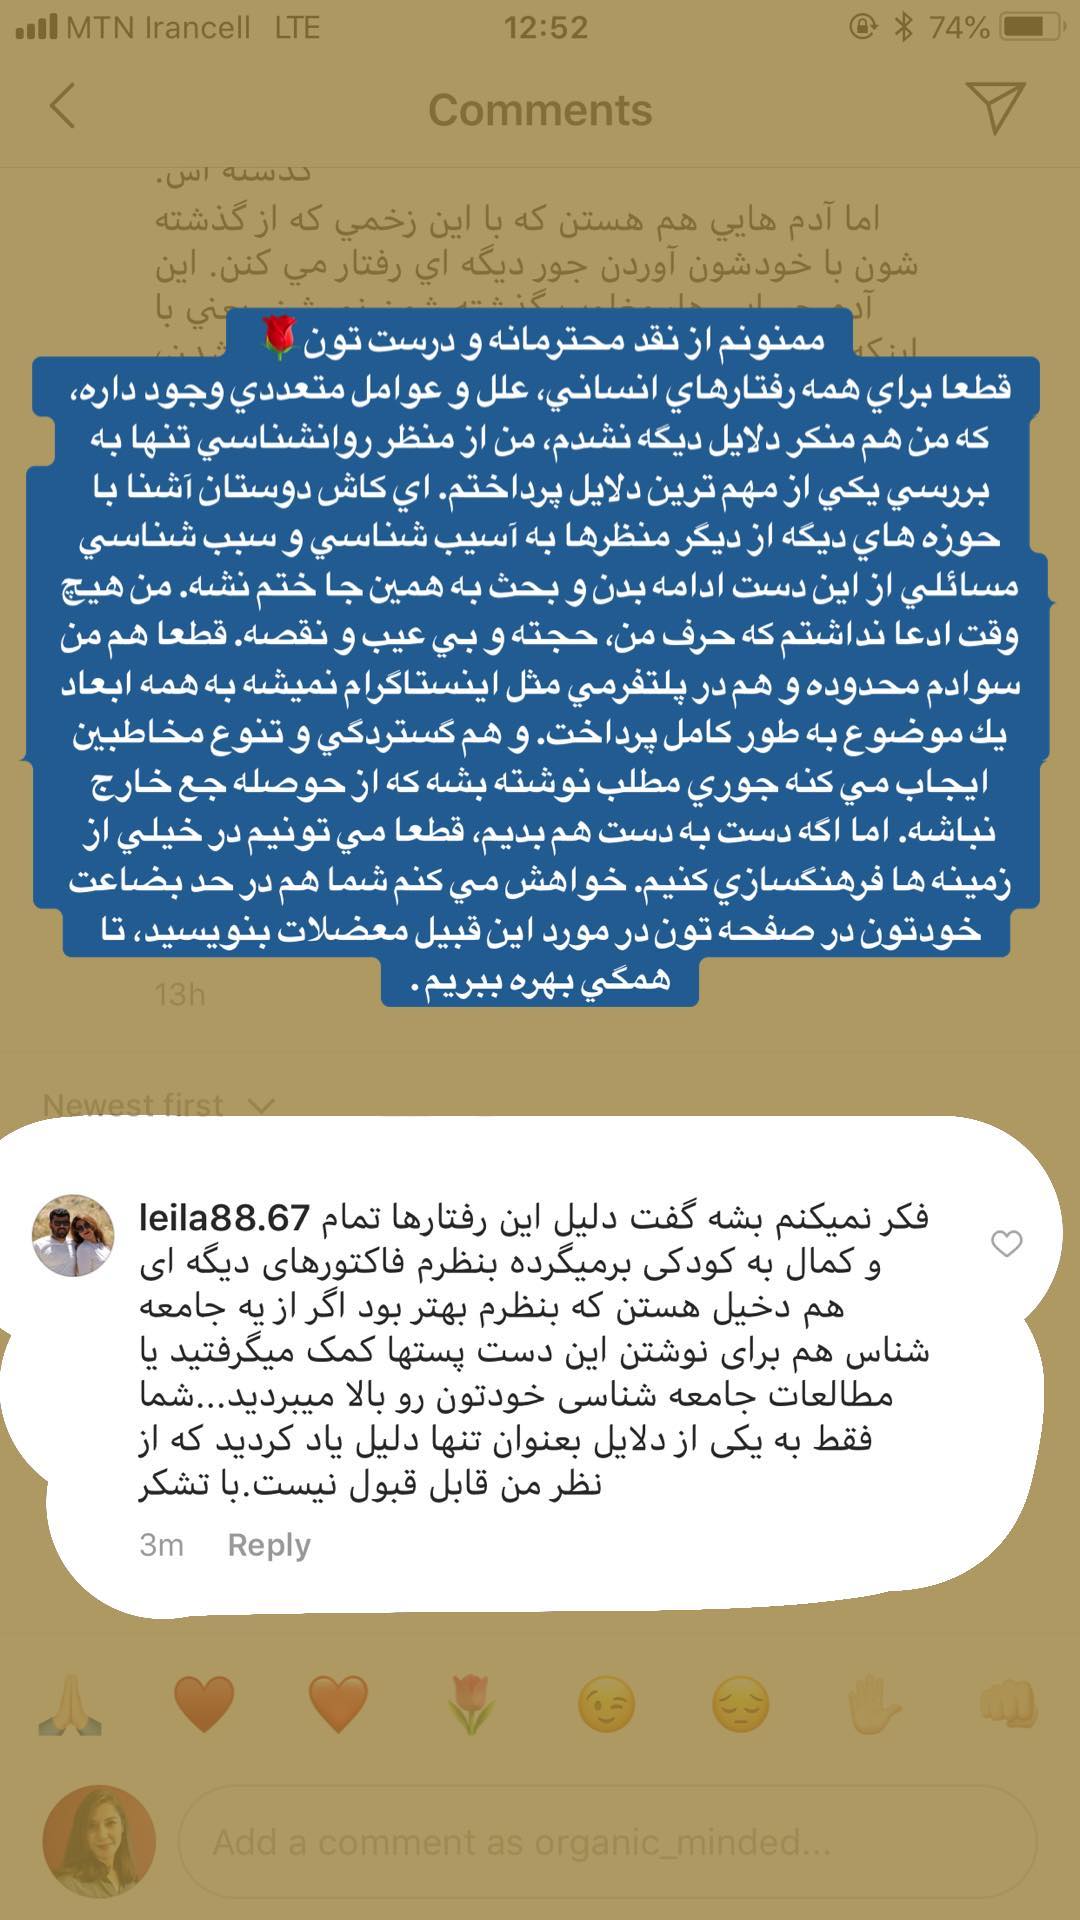 MTN Irancell LTE 12:52 74%
Comments
گذشته اس.
اما آدم هايي هم هستن كه با اين زخمي كه از گذشته
شون با خودشون آوردن جور ديگه اي رفتار مي كنن. اين
ممنونم از نقد محترمانه و درست تون🌹
قطعا براي همه رفتارهاي انساني، علل و عوامل متعددي وجود داره،
كه من هم منكر دلايل ديگه نشدم، من از منظر روانشناسي تنها به
بررسي يكي از مهم ترين دلايل پرداختم. اي كاش دوستان آشنا با
حوزه هاي ديگه از ديگر منظرها به آسيب شناسي و سبب شناسي
مسائلي از اين دست ادامه بدن و بحث به همين جا ختم نشه. من هيچ
وقت ادعا نداشتم كه حرف من، حجته و بي عيب و نقصه. قطعا هم من
سوادم محدوده و هم در پلتفرمي مثل اينستاگرام نميشه به همه ابعاد
يك موضوع به طور كامل پرداخت. و هم گستردگي و تنوع مخاطبين
ايجاب مي كنه جوري مطلب نوشته بشه كه از حوصله جع خارج
نباشه. اما اگه دست به دست هم بديم، قطعا مي تونيم در خيلي از
زمينه ها فرهنگسازي كنيم. خواهش مي كنم شما هم در حد بضاعت
خودتون در صفحه تون در مورد اين قبيل معضلات بنويسيد، تا
همگي بهره ببريم .
13h
Newest first
leila88.67 فکر نمیکنم بشه گفت دلیل این رفتارها تمام
و کمال به کودکی برمیگرده بنظرم فاکتورهای دیگه ای
هم دخیل هستن که بنظرم بهتر بود اگر از یه جامعه
شناس هم برای نوشتن این دست پستها کمک میگرفتید یا
مطالعات جامعه شناسی خودتون رو بالا میبردید...شما
فقط به یکی از دلایل بعنوان تنها دلیل یاد کردید که از
نظر من قابل قبول نیست.با تشکر
3m Reply
🙏 ❤️ 🧡 🌷 😉 😔 ✋ 👊
Add a comment as organic_minded...